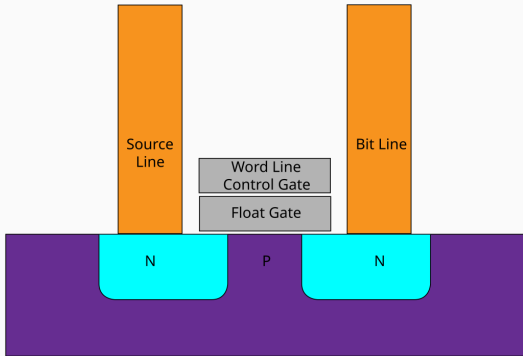 Source
Line
Bit Line
Word Line
Control Gate
Float Gate
N
P
N